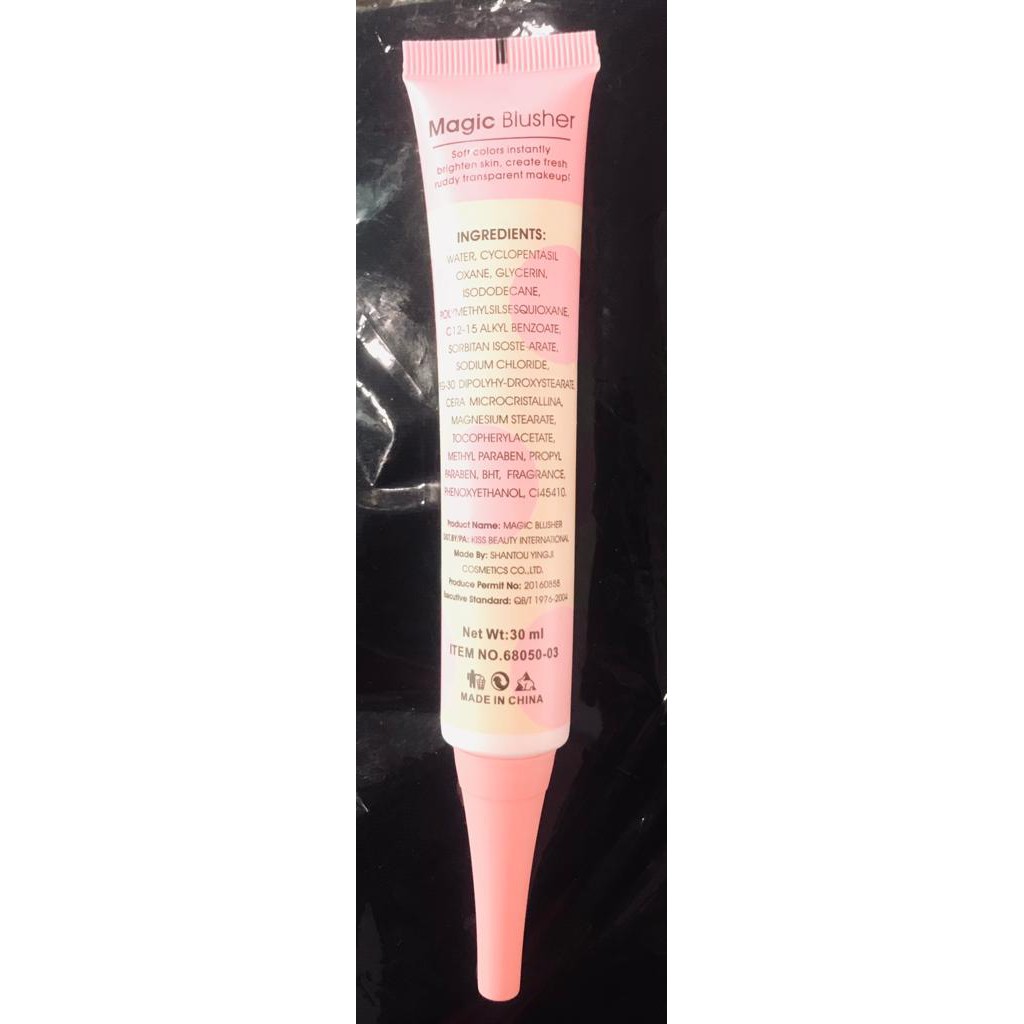 Magic Blusher
Soft colors instantly
brighten skin, create fresh
ruddy transparent makeup!
INGREDIENTS:
WATER, CYCLOPENTASIL
OXANE, GLYCERIN,
ISODODECANE,
POLYMETHYLSILSESQUIOXANE,
C12-15 ALKYL BENZOATE,
SORBITAN ISOSTE-ARATE,
SODIUM CHLORIDE,
DIPOLYHY-DROXYSTEARATE,
CERA MICROCRISTALLINA,
MAGNESIUM STEARATE,
TOCOPHERYLACETATE,
METHYL PARABEN, PROPYL
PARABEN, BHT, FRAGRANCE,
PHENOXYETHANOL, CI45410.
Product Name: MAGIC BLUSHER
KISS BEAUTY INTERNATIONAL
Made By: SHANTOU YINGJI
COSMETICS CO.,LTD.
Produce Permit No: 20160858
Executive Standard: QB/T 1976-2004
Net Wt:30 ml
ITEM NO.68050-03
MADE IN CHINA